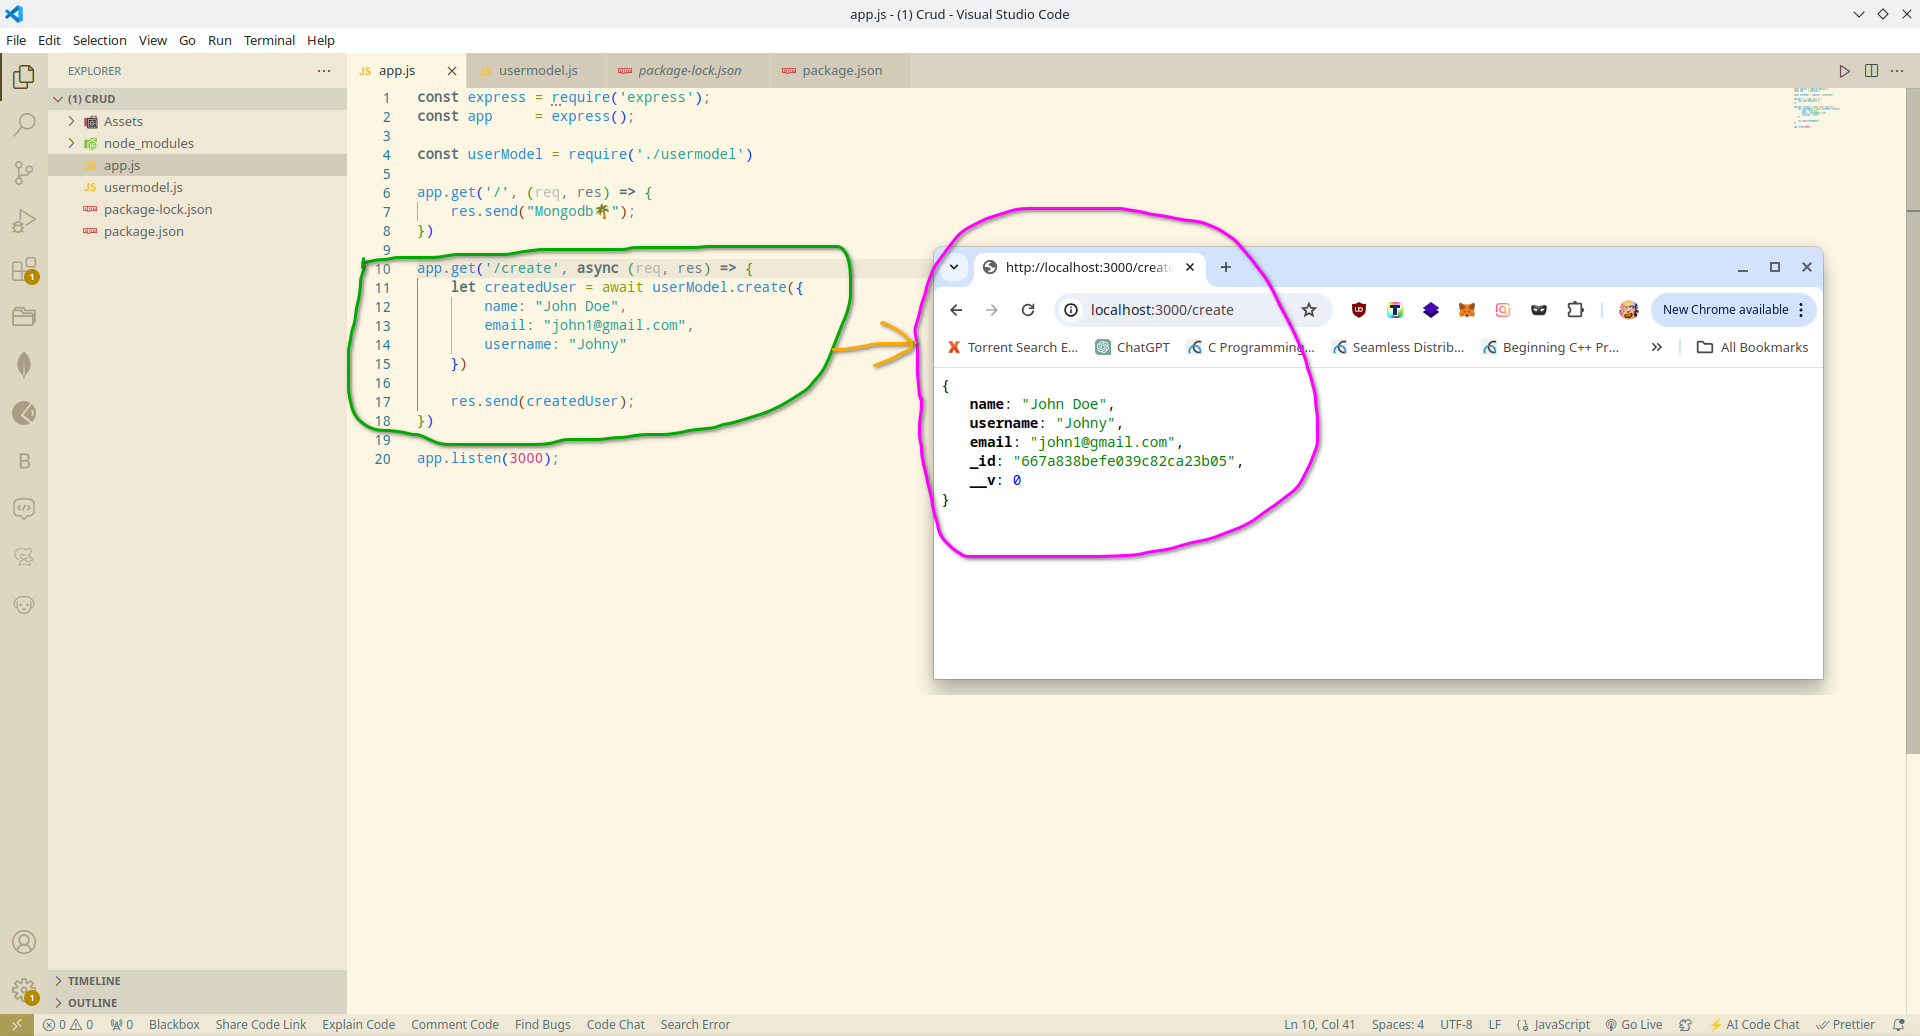 app.js - (1) Crud - Visual Studio Code
File Edit Selection View Go Run Terminal Help
EXPLORER
(1) CRUD
Assets
node_modules
app.js
usermodel.js
package-lock.json
package.json
TIMELINE
OUTLINE
JS app.js
JS usermodel.js
package-lock.json
package.json
1 const express = require('express');
2 const app     = express();
3
4 const userModel = require('./usermodel')
5
6 app.get('/', (req, res) => {
7     res.send("Mongodb🌴");
8 })
9
10 app.get('/create', async (req, res) => {
11     let createdUser = await userModel.create({
12         name: "John Doe",
13         email: "john1@gmail.com",
14         username: "Johny"
15     })
16
17     res.send(createdUser);
18 })
19
20 app.listen(3000);
http://localhost:3000/create
localhost:3000/create
New Chrome available
Torrent Search E... ChatGPT C Programming... Seamless Distrib... Beginning C++ Pr... All Bookmarks
{
name: "John Doe",
username: "Johny",
email: "john1@gmail.com",
_id: "667a838befe039c82ca23b05",
__v: 0
}
0 0 0 Blackbox Share Code Link Explain Code Comment Code Find Bugs Code Chat Search Error Ln 10, Col 41 Spaces: 4 UTF-8 LF {} JavaScript Go Live AI Code Chat Prettier